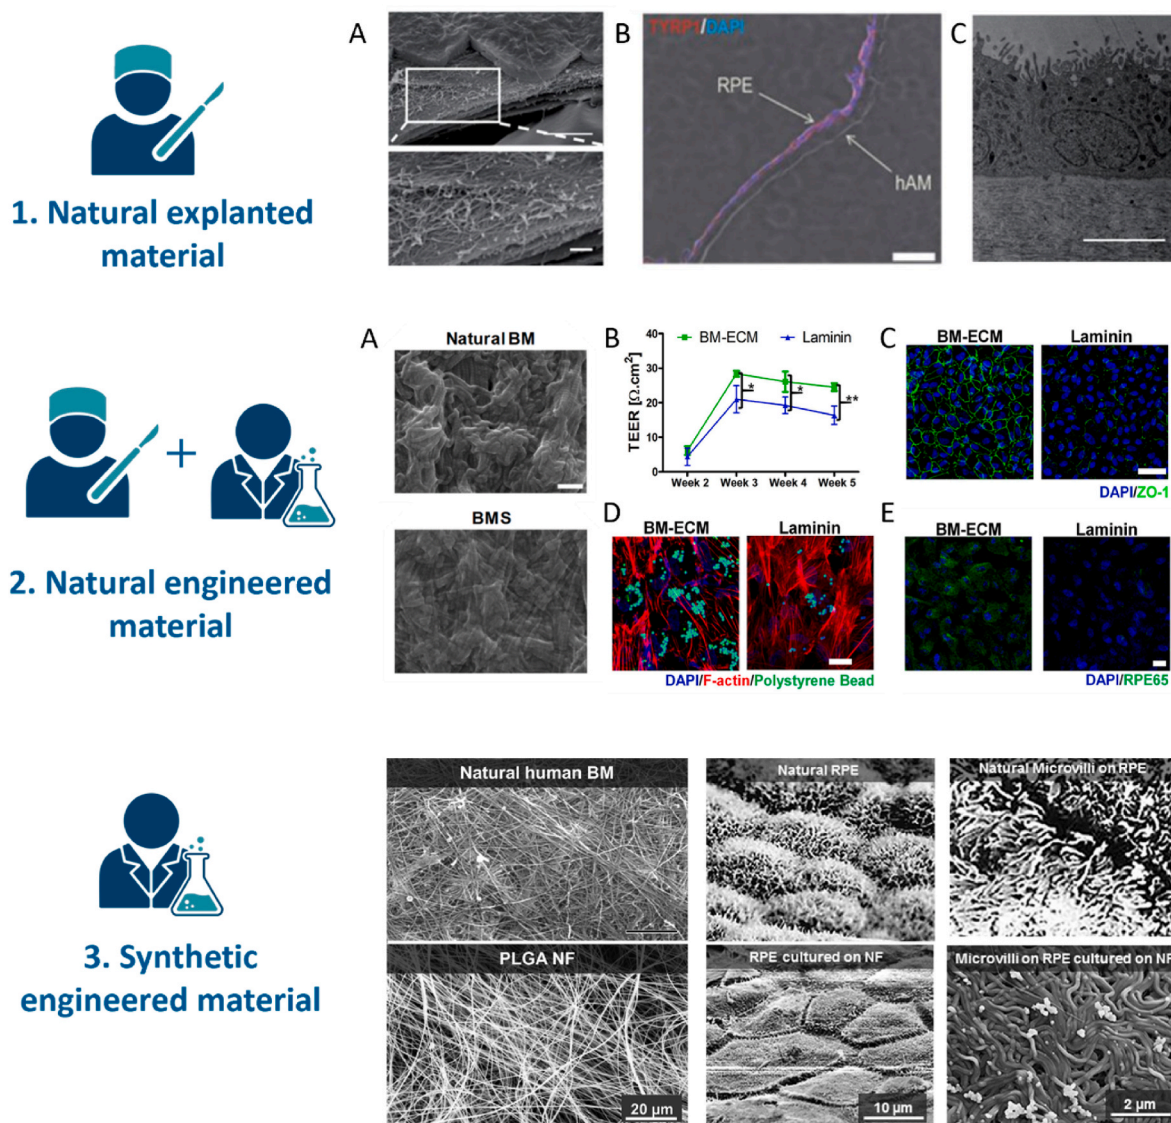 A
B
C
TYRP1/DAPI
RPE
hAM
1. Natural explanted
material
A
Natural BM
BMS
B
BM-ECM
Laminin
TEER [Ω.cm²]
40
30
20
10
0
*
*
**
Week 2
Week 3
Week 4
Week 5
C
BM-ECM
Laminin
DAPI/ZO-1
+
2. Natural engineered
material
D
BM-ECM
Laminin
DAPI/F-actin/Polystyrene Bead
E
BM-ECM
Laminin
DAPI/RPE65
3. Synthetic
engineered material
Natural human BM
Natural RPE
Natural Microvilli on RPE
PLGA NF
RPE cultured on NF
Microvilli on RPE cultured on NF
20 µm
10 µm
2 µm